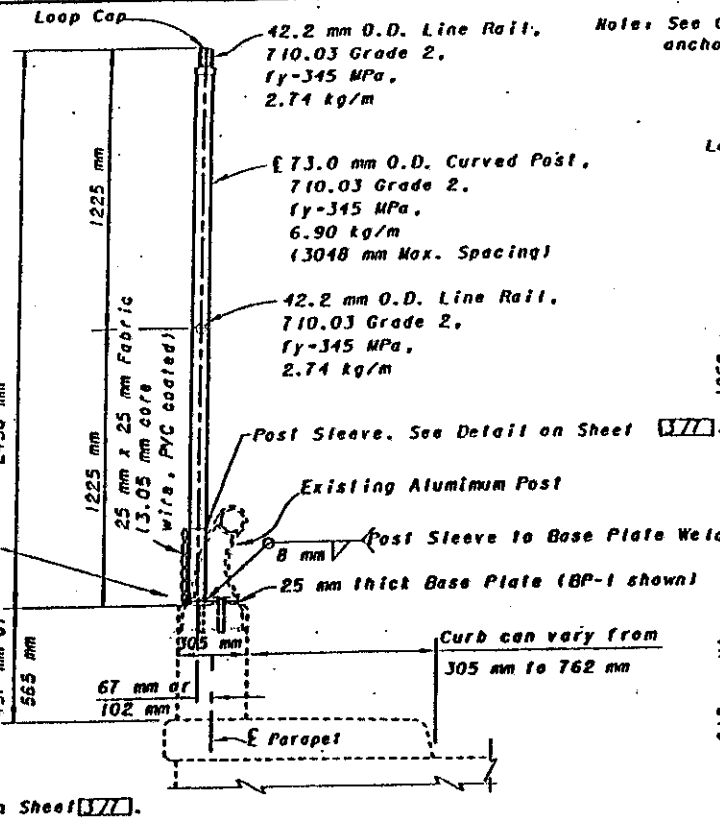 Loop Cap
42.2 mm O.D. Line Rail,
710.03 Grade 2,
fy-345 MPa,
2.74 kg/m
Note: See
ancho
℄ 73.0 mm O.D. Curved Post,
710.03 Grade 2,
fy-345 MPa,
6.90 kg/m
(3048 mm Max. Spacing)
1225 mm
42.2 mm O.D. Line Rail,
710.03 Grade 2,
fy-345 MPa,
2.74 kg/m
1225 mm
25 mm x 25 mm Fabric
(3.05 mm core
wire, PVC coated)
Post Sleeve. See Detail on Sheet
Existing Aluminum Post
8 mm
Post Sleeve to Base Plate Weld
25 mm thick Base Plate (BP-1 shown)
305 mm
Curb can vary from
305 mm to 762 mm
565 mm
67 mm or
102 mm
℄ Parapet
Sheet